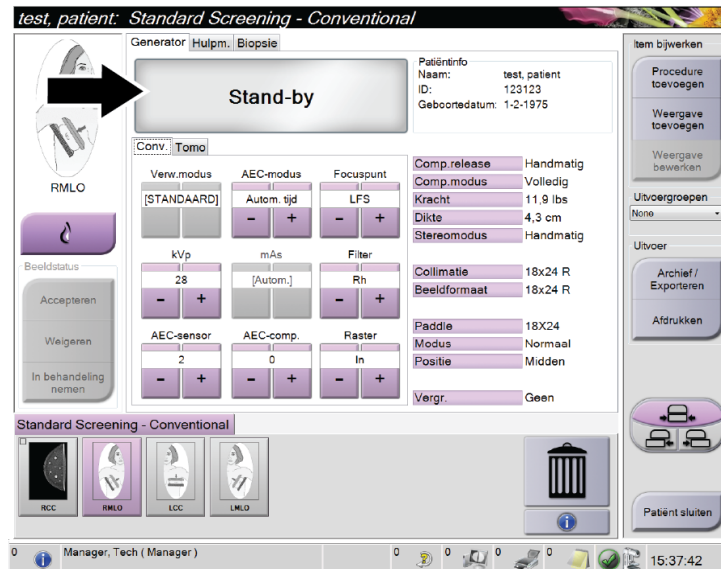 test, patient: Standard Screening - Conventional
Generator Hulpm. Biopsie
Stand-by
Patiëntinfo
Naam: test, patient
ID: 123123
Geboortedatum: 1-2-1975
Item bijwerken
Procedure
toevoegen
Weergave
toevoegen
Weergave
bewerken
Uitvoergroepen
None
Uitvoer
Archief /
Exporteren
Afdrukken
Patiënt sluiten
RMLO
Beeldstatus
Accepteren
Weigeren
In behandeling
nemen
Conv. Tomo
Verw.modus AEC-modus Focuspunt
[STANDAARD] Autom. tijd LFS
- + - +
kVp mAs Filter
28 [Autom.] Rh
- + - +
AEC-sensor AEC-comp. Raster
2 0 In
- + - + - +
Comp.release Handmatig
Comp.modus Volledig
Kracht 11,9 lbs
Dikte 4,3 cm
Stereomodus Handmatig
Collimatie 18x24 R
Beeldformaat 18x24 R
Paddle 18X24
Modus Normaal
Positie Midden
Vergr. Geen
Standard Screening - Conventional
RCC RMLO LCC LMLO
0 Manager, Tech ( Manager ) 0 0 0 0 15:37:42